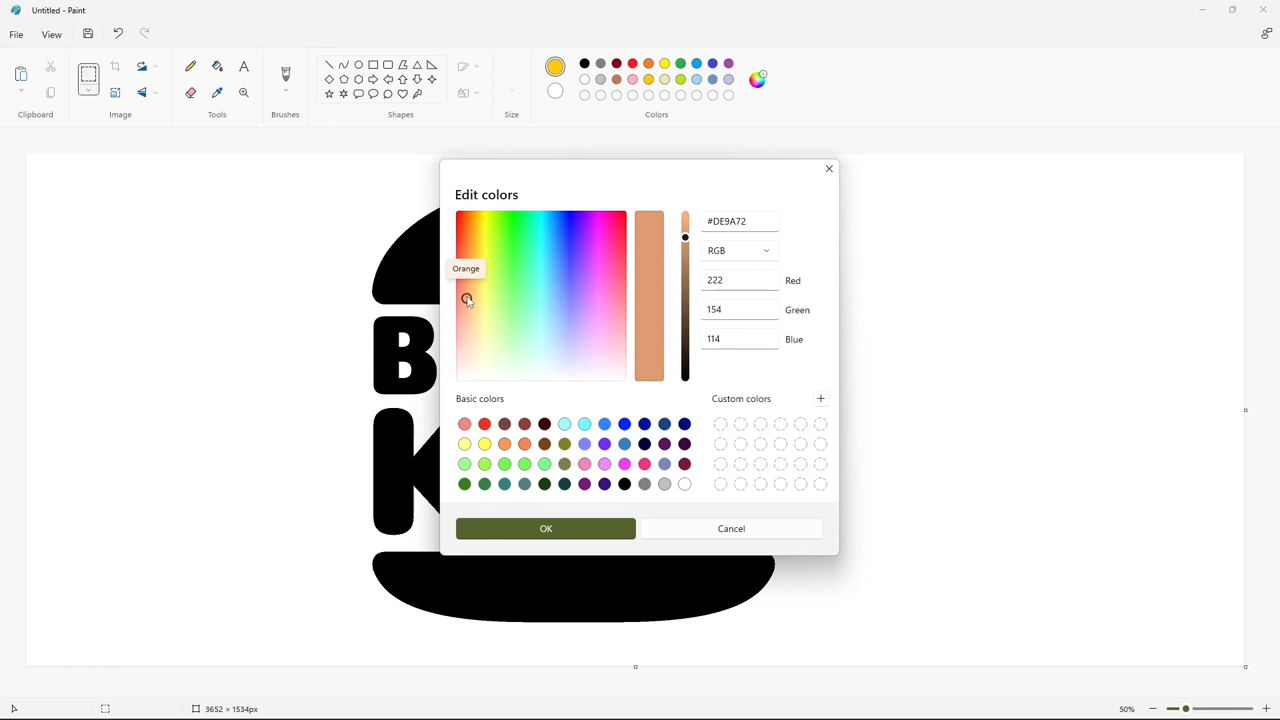 Untitled - Paint
File View
Clipboard Image Tools Brushes Shapes Size Colors
Edit colors
#DE9A72
RGB
Orange
222 Red
154 Green
114 Blue
B
K
Basic colors Custom colors +
OK Cancel
3652 × 1534px 50%